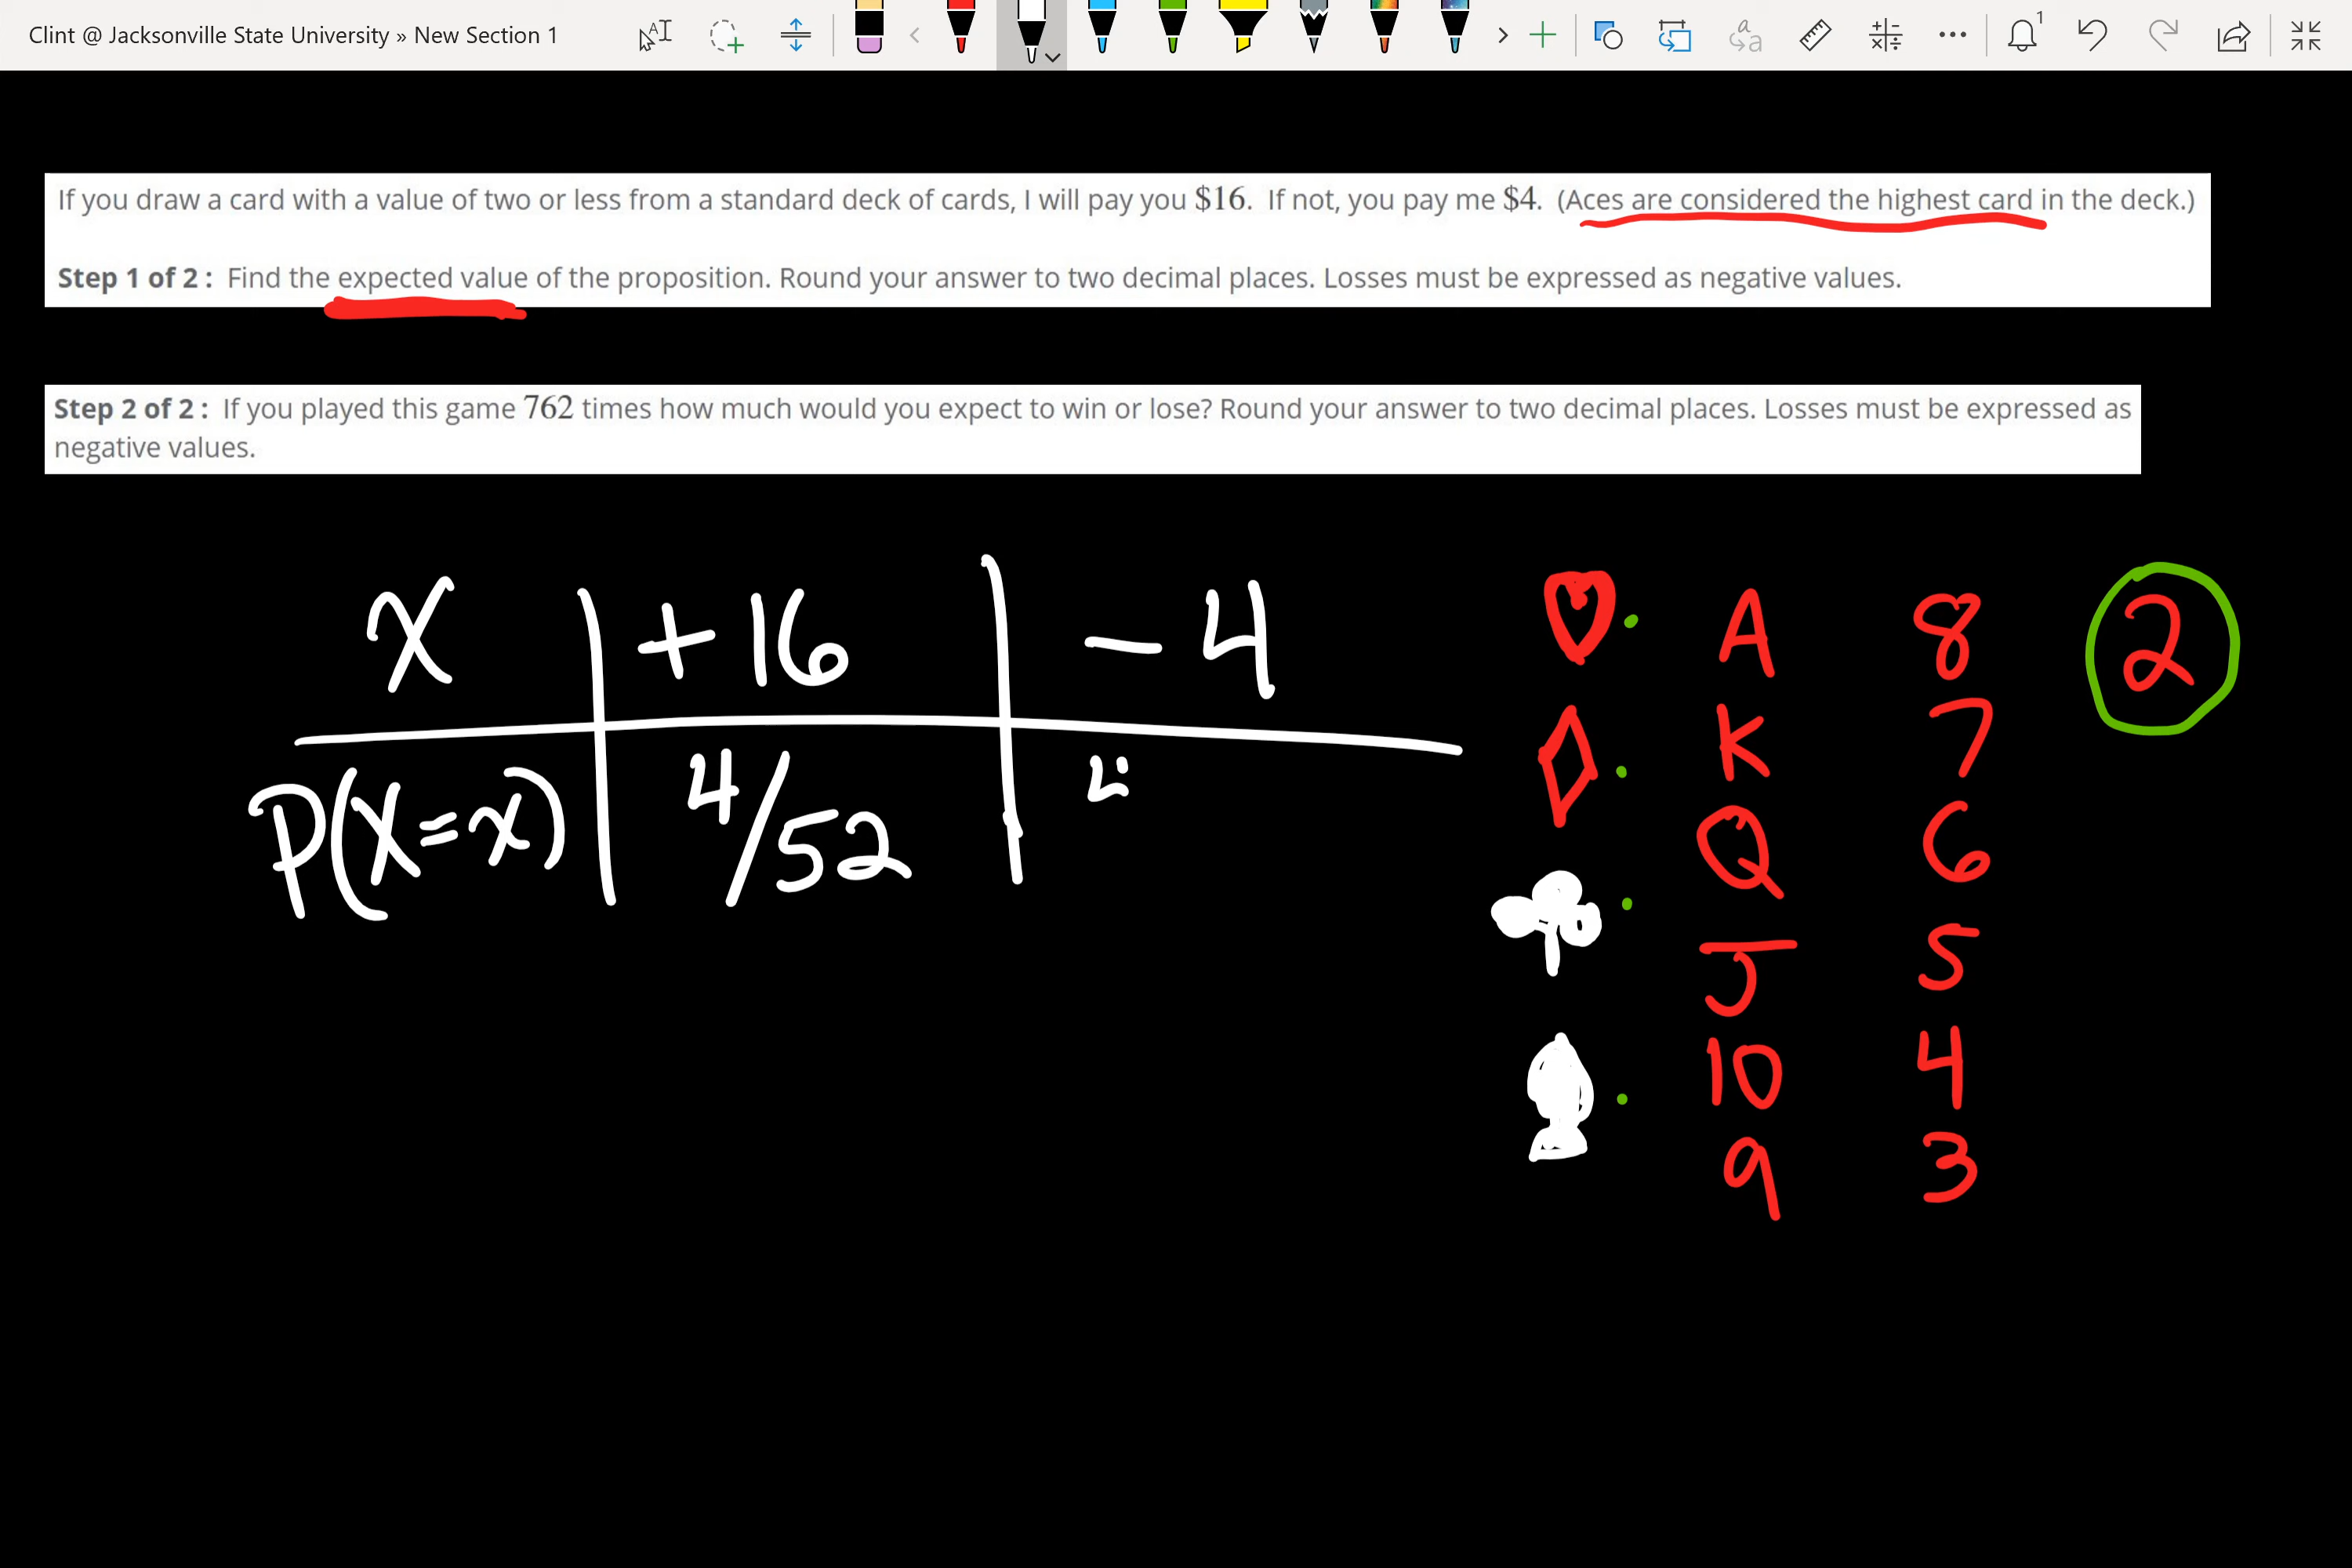 Clint @ Jacksonville State University » New Section 1
1
If you draw a card with a value of two or less from a standard deck of cards, I will pay you $16. If not, you pay me $4. (Aces are considered the highest card in the deck.)
Step 1 of 2 : Find the expected value of the proposition. Round your answer to two decimal places. Losses must be expressed as negative values.
Step 2 of 2 : If you played this game 762 times how much would you expect to win or lose? Round your answer to two decimal places. Losses must be expressed as
negative values.
x +16 -4
P(X=x) 4/52
A 8 2
K 7
Q 6
J 5
10 4
9 3